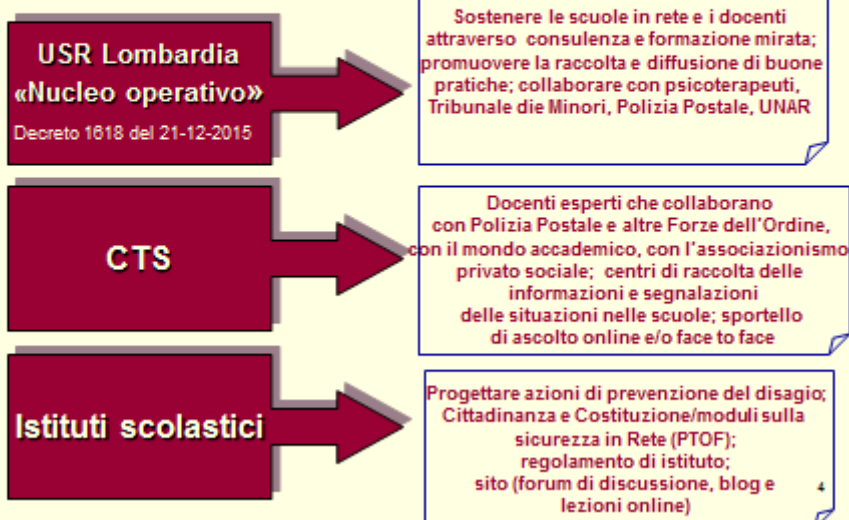 USR Lombardia
«Nucleo operativo»
Decreto 1618 del 21-12-2015
Sostenere le scuole in rete e i docenti
attraverso consulenza e formazione mirata;
promuovere la raccolta e diffusione di buone
pratiche; collaborare con psicoterapeuti,
Tribunale die Minori, Polizia Postale, UNAR
CTS
Docenti esperti che collaborano
con Polizia Postale e altre Forze dell'Ordine,
con il mondo accademico, con l'associazionismo
privato sociale; centri di raccolta delle
informazioni e segnalazioni
delle situazioni nelle scuole; sportello
di ascolto online e/o face to face
Istituti scolastici
Progettare azioni di prevenzione del disagio;
Cittadinanza e Costituzione/moduli sulla
sicurezza in Rete (PTOF);
regolamento di istituto;
sito (forum di discussione, blog e
lezioni online)
4